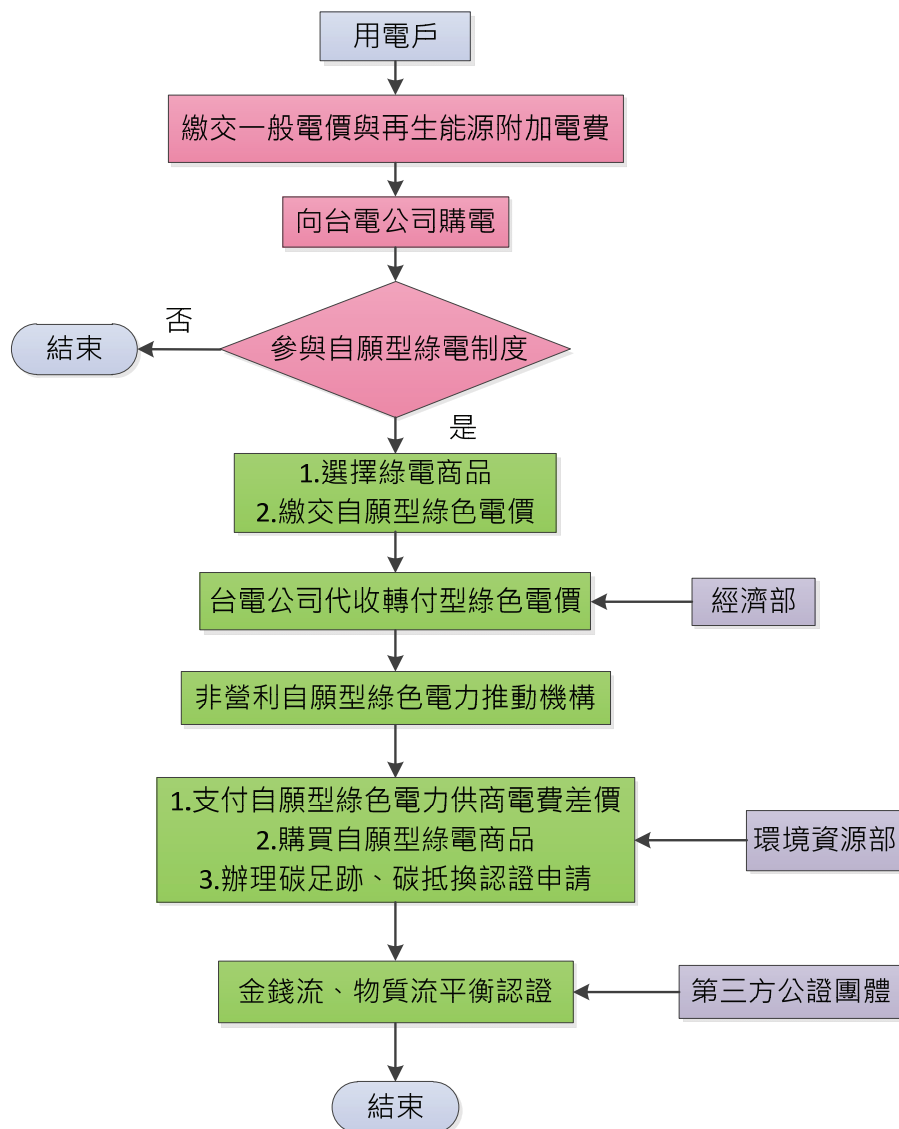 用電戶
繳交一般電價與再生能源附加電費
向台電公司購電
參與自願型綠電制度
否
結束
是
1.選擇綠電商品
2.繳交自願型綠色電價
台電公司代收轉付型綠色電價
經濟部
非營利自願型綠色電力推動機構
1.支付自願型綠色電力供商電費差價
2.購買自願型綠電商品
3.辦理碳足跡、碳抵換認證申請
環境資源部
金錢流、物質流平衡認證
第三方公證團體
結束